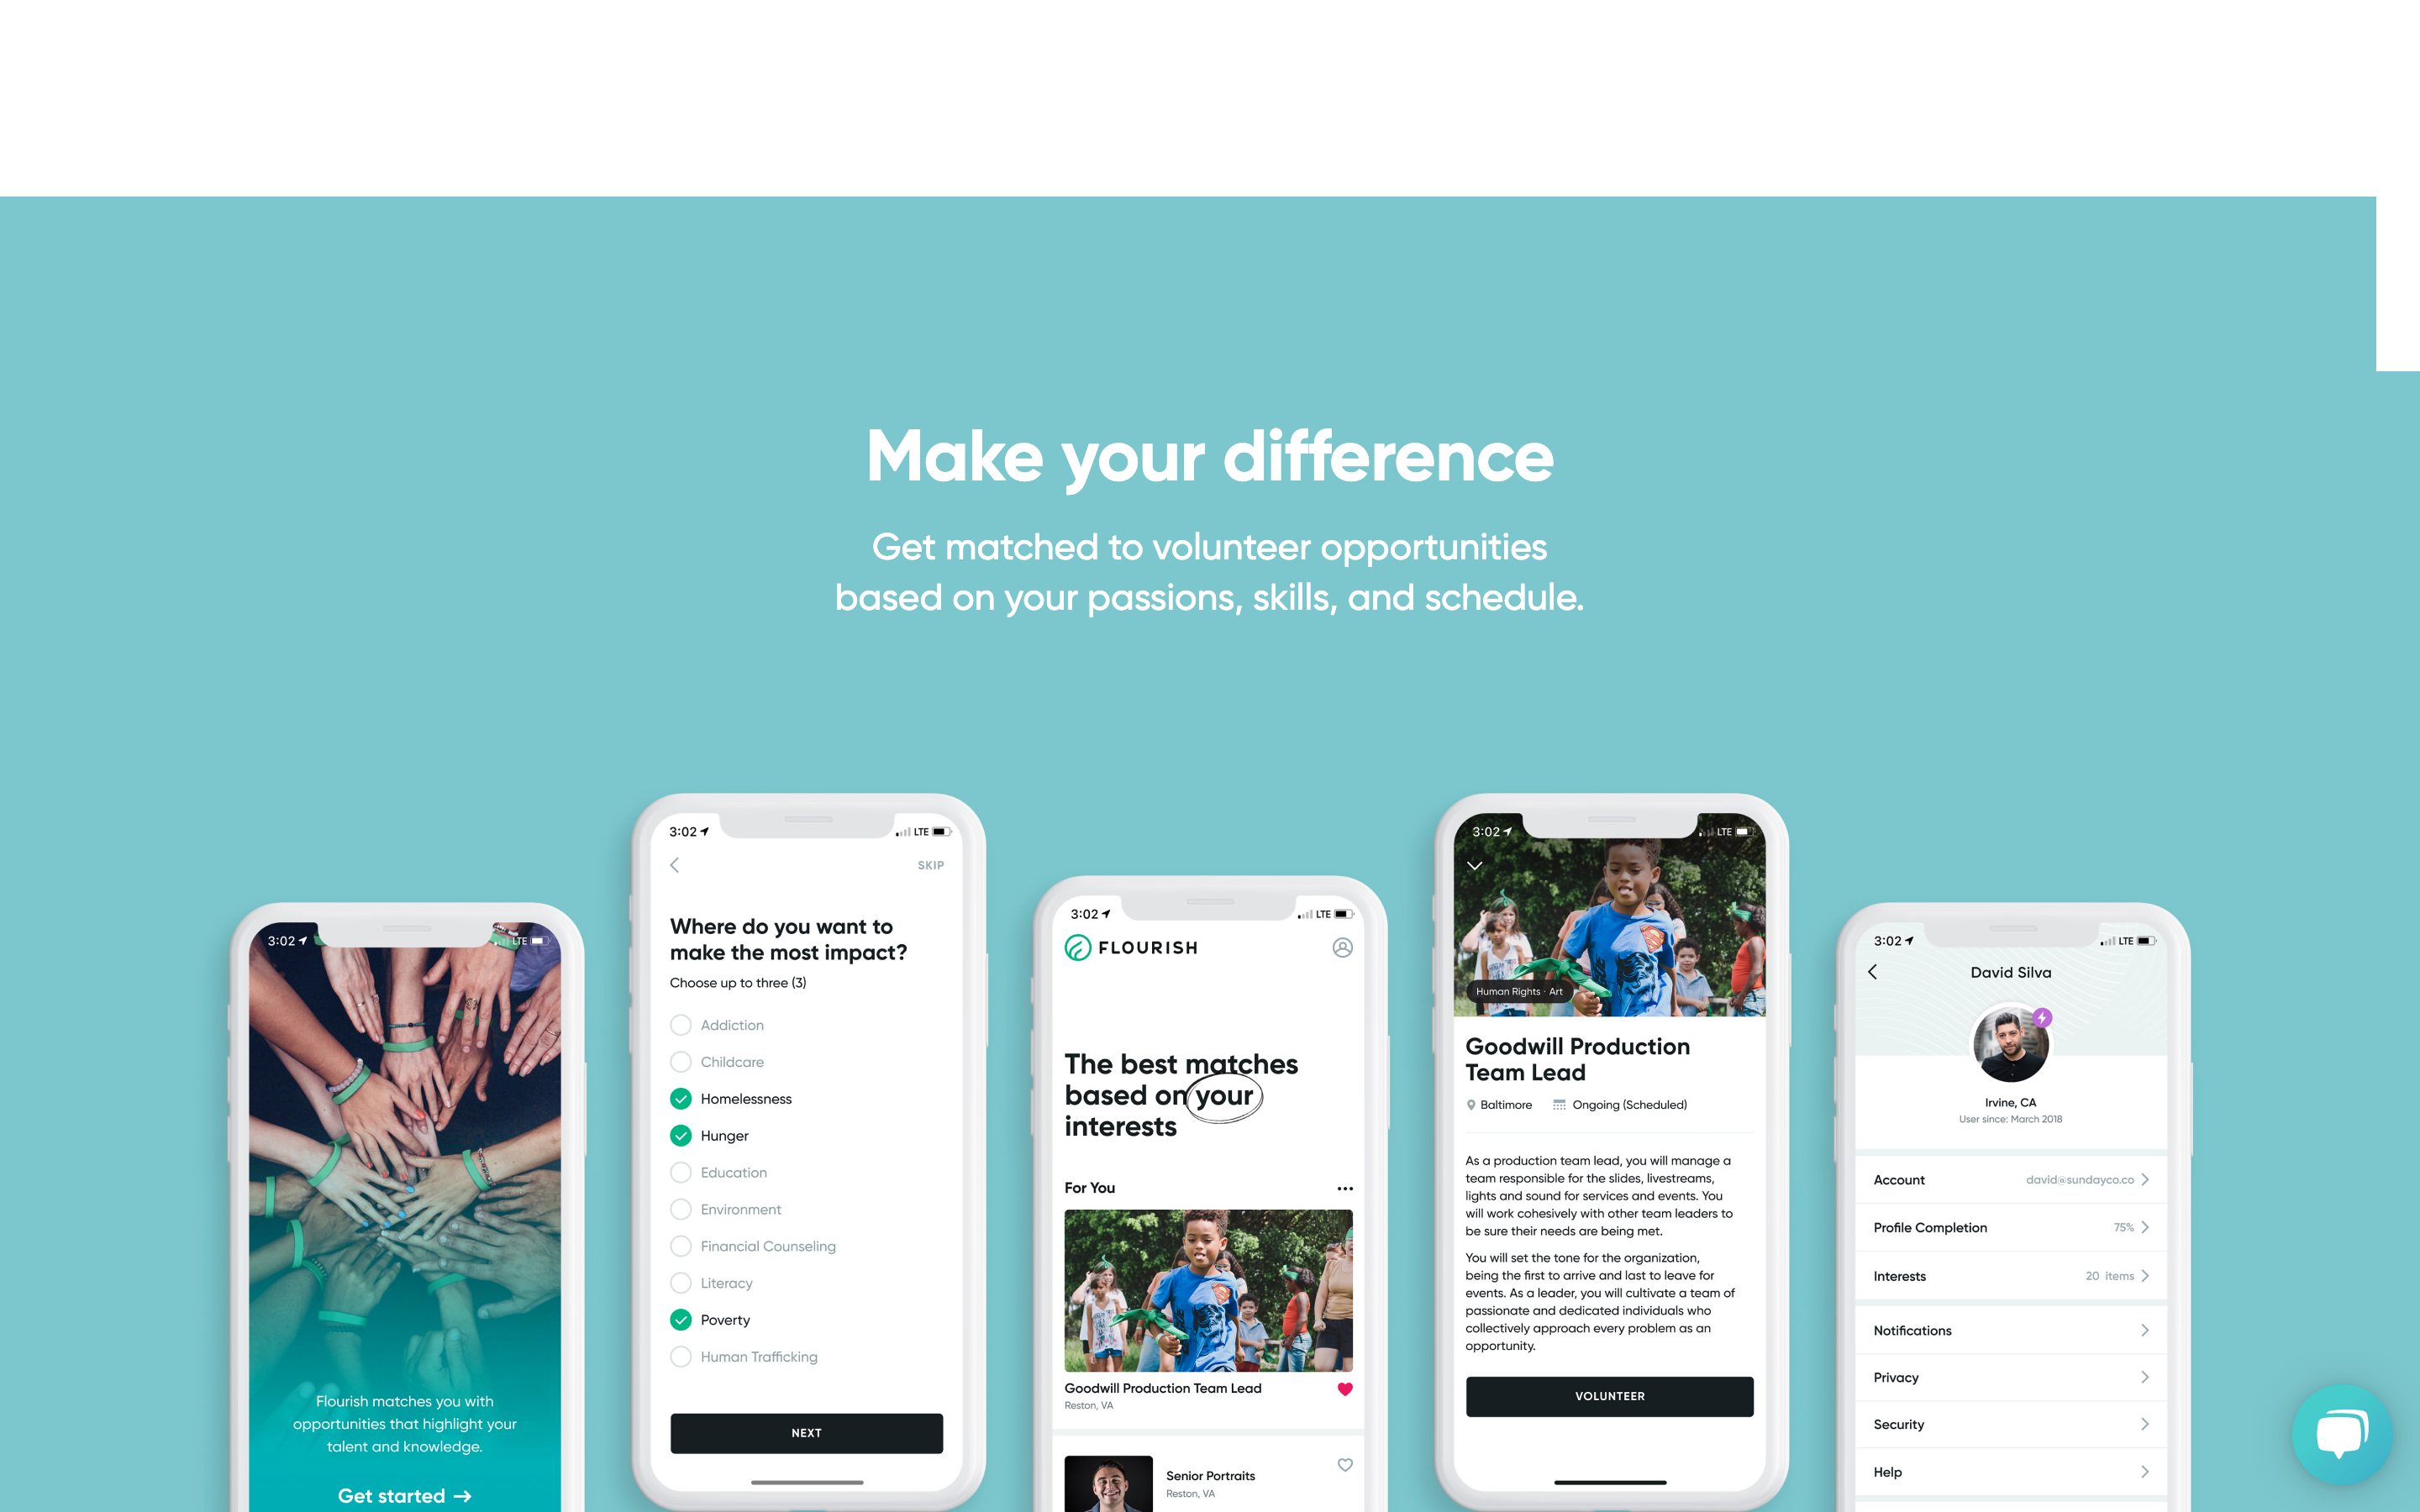 Make your difference
Get matched to volunteer opportunities
based on your passions, skills, and schedule.
3:02
LTE
Flourish matches you with
opportunities that highlight your
talent and knowledge.
Get started →
3:02
LTE
SKIP
Where do you want to
make the most impact?
Choose up to three (3)
Addiction
Childcare
Homelessness
Hunger
Education
Environment
Financial Counseling
Literacy
Poverty
Human Trafficking
NEXT
3:02
LTE
FLOURISH
The best matches
based on your
interests
For You
Goodwill Production Team Lead
Reston, VA
Senior Portraits
Reston, VA
3:02
LTE
Human Rights · Art
Goodwill Production
Team Lead
Baltimore
Ongoing (Scheduled)
As a production team lead, you will manage a
team responsible for the slides, livestreams,
lights and sound for services and events. You
will work cohesively with other team leaders to
be sure their needs are being met.
You will set the tone for the organization,
being the first to arrive and last to leave for
events. As a leader, you will cultivate a team of
passionate and dedicated individuals who
collectively approach every problem as an
opportunity.
VOLUNTEER
3:02
LTE
David Silva
Irvine, CA
User since: March 2018
Account
david@sundayco.co
Profile Completion
75%
Interests
20 items
Notifications
Privacy
Security
Help